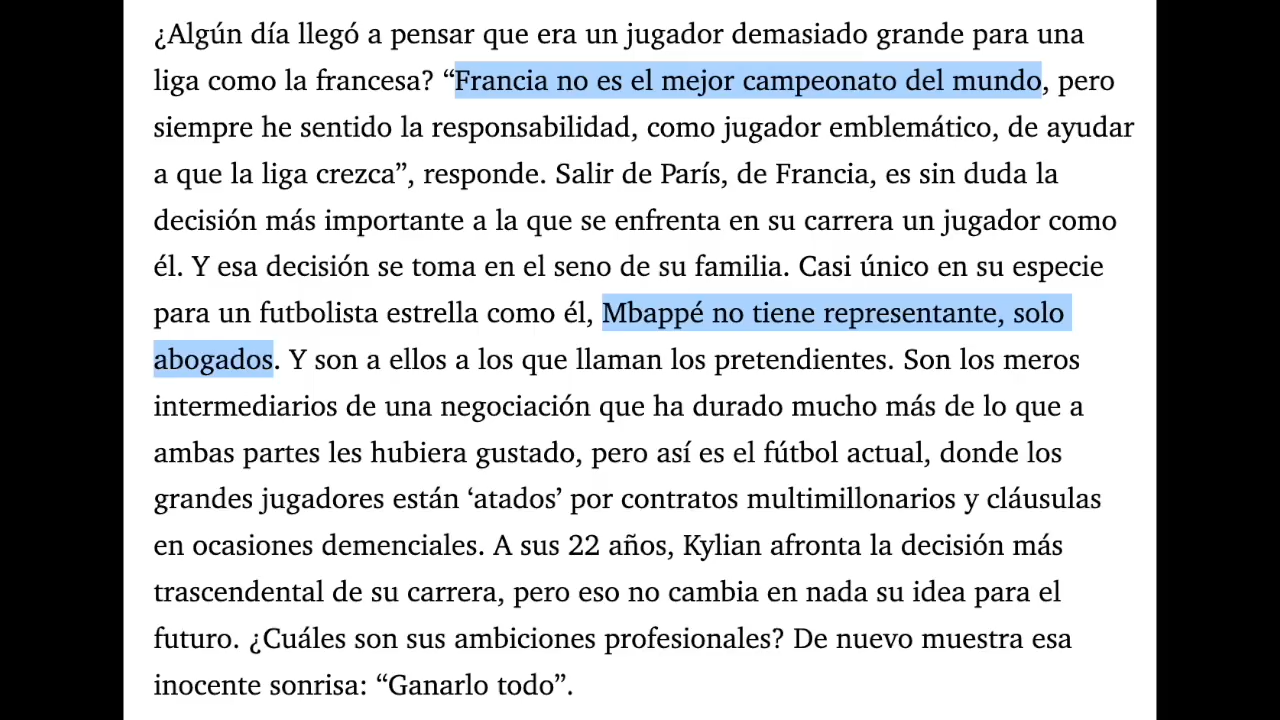 ¿Algún día llegó a pensar que era un jugador demasiado grande para una
liga como la francesa? “Francia no es el mejor campeonato del mundo, pero
siempre he sentido la responsabilidad, como jugador emblemático, de ayudar
a que la liga crezca”, responde. Salir de París, de Francia, es sin duda la
decisión más importante a la que se enfrenta en su carrera un jugador como
él. Y esa decisión se toma en el seno de su familia. Casi único en su especie
para un futbolista estrella como él, Mbappé no tiene representante, solo
abogados. Y son a ellos a los que llaman los pretendientes. Son los meros
intermediarios de una negociación que ha durado mucho más de lo que a
ambas partes les hubiera gustado, pero así es el fútbol actual, donde los
grandes jugadores están ‘atados’ por contratos multimillonarios y cláusulas
en ocasiones demenciales. A sus 22 años, Kylian afronta la decisión más
trascendental de su carrera, pero eso no cambia en nada su idea para el
futuro. ¿Cuáles son sus ambiciones profesionales? De nuevo muestra esa
inocente sonrisa: “Ganarlo todo”.